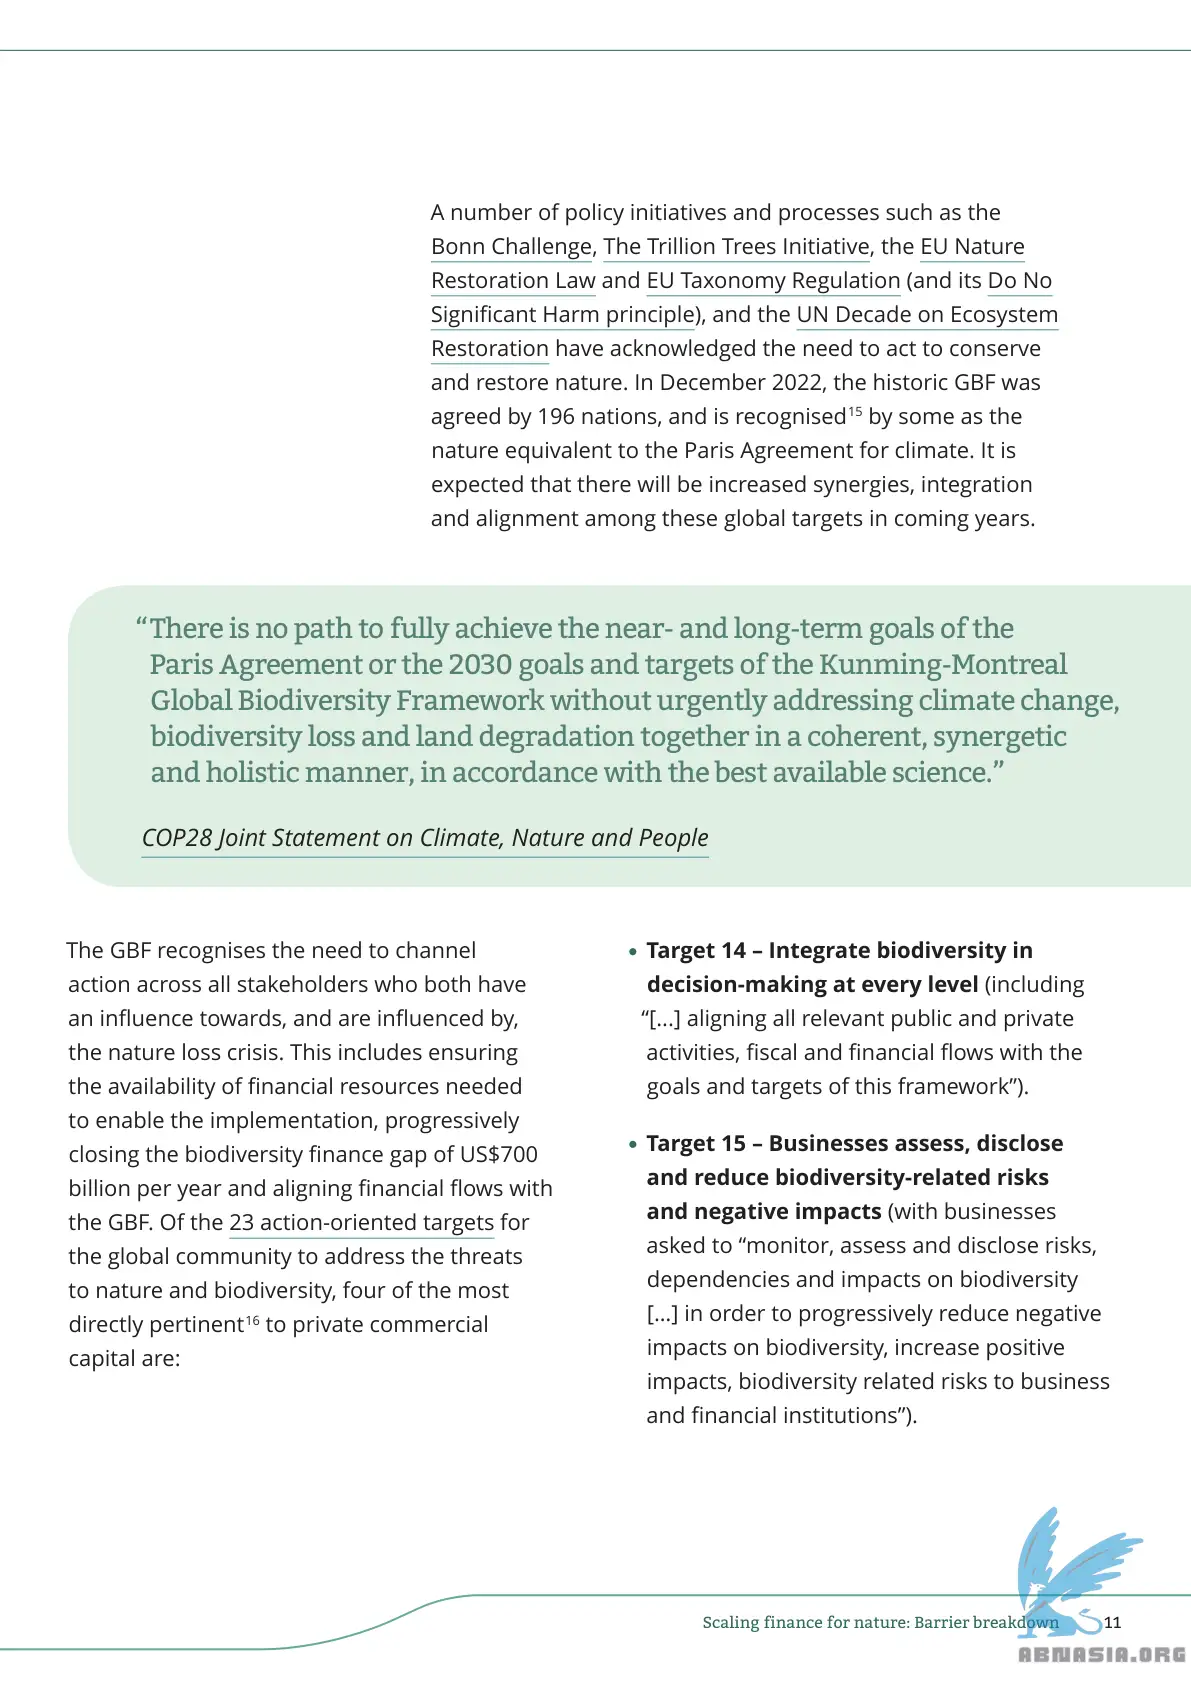 A number of policy initiatives and processes such as the
Bonn Challenge, The Trillion Trees Initiative, the EU Nature
Restoration Law and EU Taxonomy Regulation (and its Do No
Significant Harm principle), and the UN Decade on Ecosystem
Restoration have acknowledged the need to act to conserve
and restore nature. In December 2022, the historic GBF was
agreed by 196 nations, and is recognised15 by some as the
nature equivalent to the Paris Agreement for climate. It is
expected that there will be increased synergies, integration
and alignment among these global targets in coming years.
“There is no path to fully achieve the near- and long-term goals of the
Paris Agreement or the 2030 goals and targets of the Kunming-Montreal
Global Biodiversity Framework without urgently addressing climate change,
biodiversity loss and land degradation together in a coherent, synergetic
and holistic manner, in accordance with the best available science.”
COP28 Joint Statement on Climate, Nature and People
The GBF recognises the need to channel
action across all stakeholders who both have
an influence towards, and are influenced by,
the nature loss crisis. This includes ensuring
the availability of financial resources needed
to enable the implementation, progressively
closing the biodiversity finance gap of US$700
billion per year and aligning financial flows with
the GBF. Of the 23 action-oriented targets for
the global community to address the threats
to nature and biodiversity, four of the most
directly pertinent16 to private commercial
capital are:
• Target 14 – Integrate biodiversity in
decision-making at every level (including
“[...] aligning all relevant public and private
activities, fiscal and financial flows with the
goals and targets of this framework”).
• Target 15 – Businesses assess, disclose
and reduce biodiversity-related risks
and negative impacts (with businesses
asked to “monitor, assess and disclose risks,
dependencies and impacts on biodiversity
[...] in order to progressively reduce negative
impacts on biodiversity, increase positive
impacts, biodiversity related risks to business
and financial institutions”).
Scaling finance for nature: Barrier breakdown 11
ABNASIA.ORG